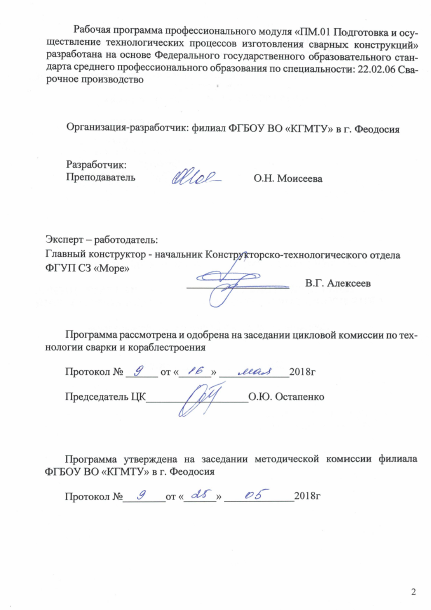 Рабочая программа профессионального модуля «ПМ.01 Подготовка и осу-
ществление технологических процессов изготовления сварных конструкций»
разработана на основе Федерального государственного образовательного стан-
дарта среднего профессионального образования по специальности: 22.02.06 Сва-
рочное производство
Организация-разработчик: филиал ФГБОУ ВО «КГМТУ» в г. Феодосия
Разработчик:
Преподаватель О.Н. Моисеева
Эксперт – работодатель:
Главный конструктор - начальник Конструкторско-технологического отдела
ФГУП СЗ «Море»
В.Г. Алексеев
Программа рассмотрена и одобрена на заседании цикловой комиссии по тех-
нологии сварки и кораблестроения
Протокол № 9 от «16» мая 2018г
Председатель ЦК О.Ю. Остапенко
Программа утверждена на заседании методической комиссии филиала
ФГБОУ ВО «КГМТУ» в г. Феодосия
Протокол № 9 от «25» 05 2018г
2